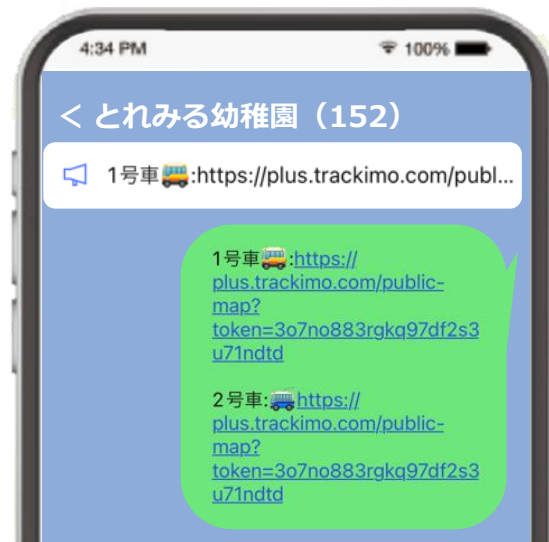 4:34 PM 100%
< とれみる幼稚園（152）
1号車🚌:https://plus.trackimo.com/publ...
1号車🚌:https://
plus.trackimo.com/public-
map?
token=3o7no883rgkq97df2s3
u71ndtd
2号車:🚎https://
plus.trackimo.com/public-
map?
token=3o7no883rgkq97df2s3
u71ndtd